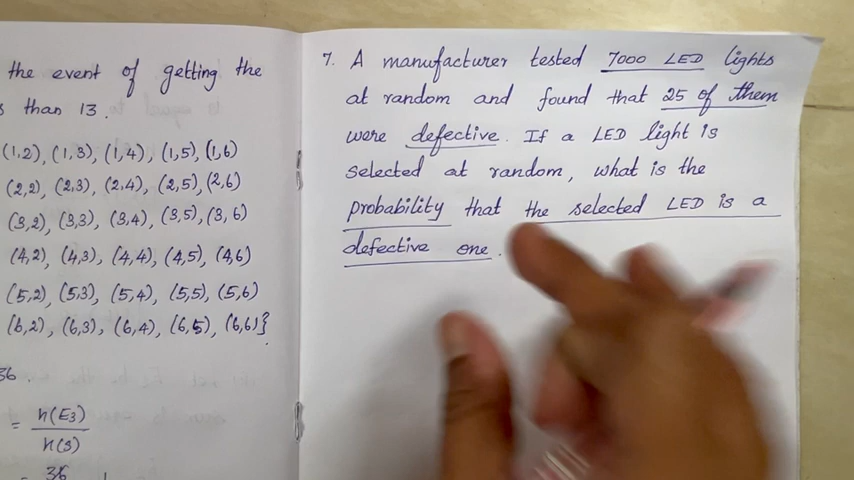 the event of getting the
s than 13.
(1,2), (1,3), (1,4), (1,5), (1,6)
(2,2), (2,3), (2,4), (2,5), (2,6)
(3,2), (3,3), (3,4), (3,5), (3,6)
(4,2), (4,3), (4,4), (4,5), (4,6)
(5,2), (5,3), (5,4), (5,5), (5,6)
(6,2), (6,3), (6,4), (6,5), (6,6)}
36
= n(E3)
n(S)
= 36
7. A manufacturer tested 7000 LED lights
at random and found that 25 of them
were defective. If a LED light is
selected at random, what is the
probability that the selected LED is a
defective one.